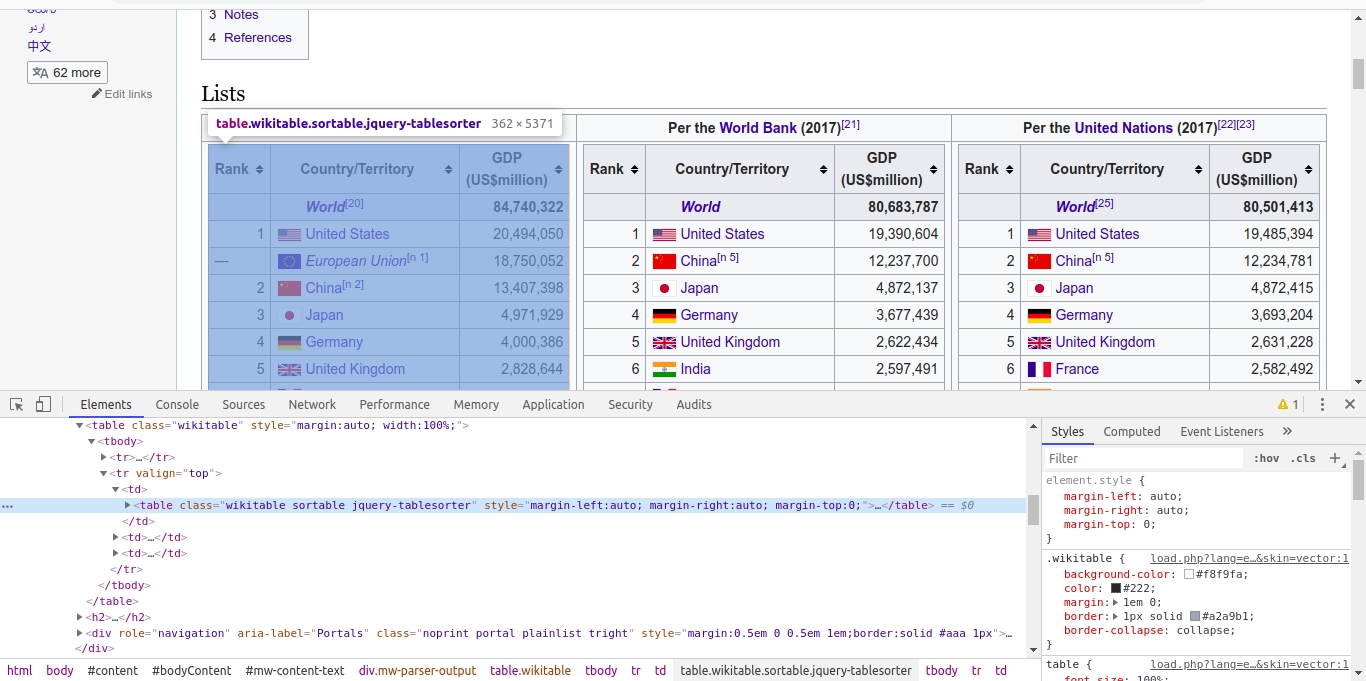 اردو
中文
62 more
Edit links
3 Notes
4 References
Lists
table.wikitable.sortable.jquery-tablesorter 362 × 5371
Per the World Bank (2017)[21]
Per the United Nations (2017)[22][23]
Rank Country/Territory GDP (US$million)
World[20] 84,740,322
1 United States 20,494,050
— European Union[n 1] 18,750,052
2 China[n 2] 13,407,398
3 Japan 4,971,929
4 Germany 4,000,386
5 United Kingdom 2,828,644
Rank Country/Territory GDP (US$million)
World 80,683,787
1 United States 19,390,604
2 China[n 5] 12,237,700
3 Japan 4,872,137
4 Germany 3,677,439
5 United Kingdom 2,622,434
6 India 2,597,491
Rank Country/Territory GDP (US$million)
World[25] 80,501,413
1 United States 19,485,394
2 China[n 5] 12,234,781
3 Japan 4,872,415
4 Germany 3,693,204
5 United Kingdom 2,631,228
6 France 2,582,492
Elements Console Sources Network Performance Memory Application Security Audits 1
<table class="wikitable" style="margin:auto; width:100%;">
<tbody>
<tr>…</tr>
<tr valign="top">
<td>
<table class="wikitable sortable jquery-tablesorter" style="margin-left:auto; margin-right:auto; margin-top:0;">…</table> == $0
</td>
<td>…</td>
<td>…</td>
</tr>
</tbody>
</table>
<h2>…</h2>
<div role="navigation" aria-label="Portals" class="noprint portal plainlist tright" style="margin:0.5em 0 0.5em 1em;border:solid #aaa 1px">…
</div>
html body #content #bodyContent #mw-content-text div.mw-parser-output table.wikitable tbody tr td table.wikitable.sortable.jquery-tablesorter tbody tr td
Styles Computed Event Listeners »
Filter :hov .cls +
element.style {
margin-left: auto;
margin-right: auto;
margin-top: 0;
}
.wikitable { load.php?lang=e…&skin=vector:1
background-color: #f8f9fa;
color: #222;
margin: 1em 0;
border: 1px solid #a2a9b1;
border-collapse: collapse;
}
table { load.php?lang=e…&skin=vector:1
font-size: 100%;